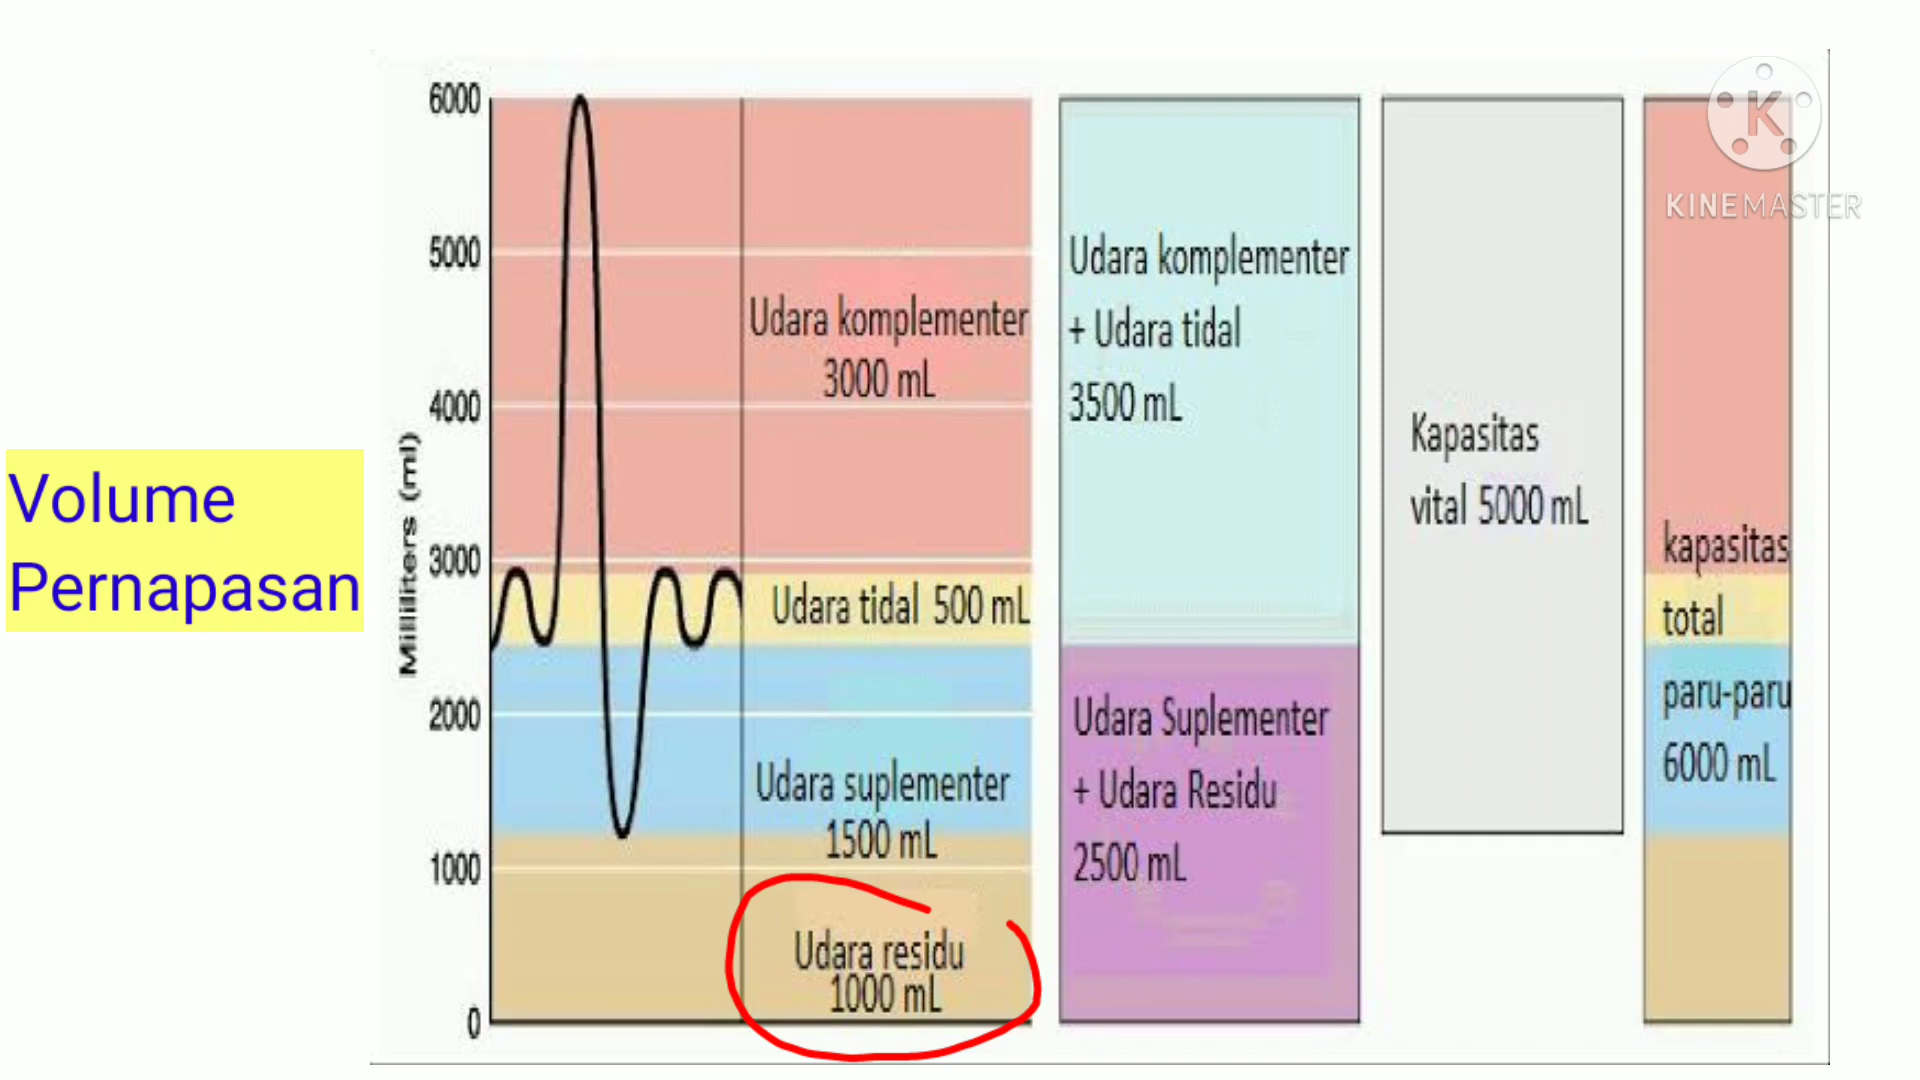 Volume
Pernapasan
Milliliters (ml)
6000
5000
4000
3000
2000
1000
0
Udara komplementer
3000 mL
Udara tidal 500 mL
Udara suplementer
1500 mL
Udara residu
1000 mL
Udara komplementer
+ Udara tidal
3500 mL
Udara Suplementer
+ Udara Residu
2500 mL
Kapasitas
vital 5000 mL
kapasitas
total
paru-paru
6000 mL
K
KINEMASTER